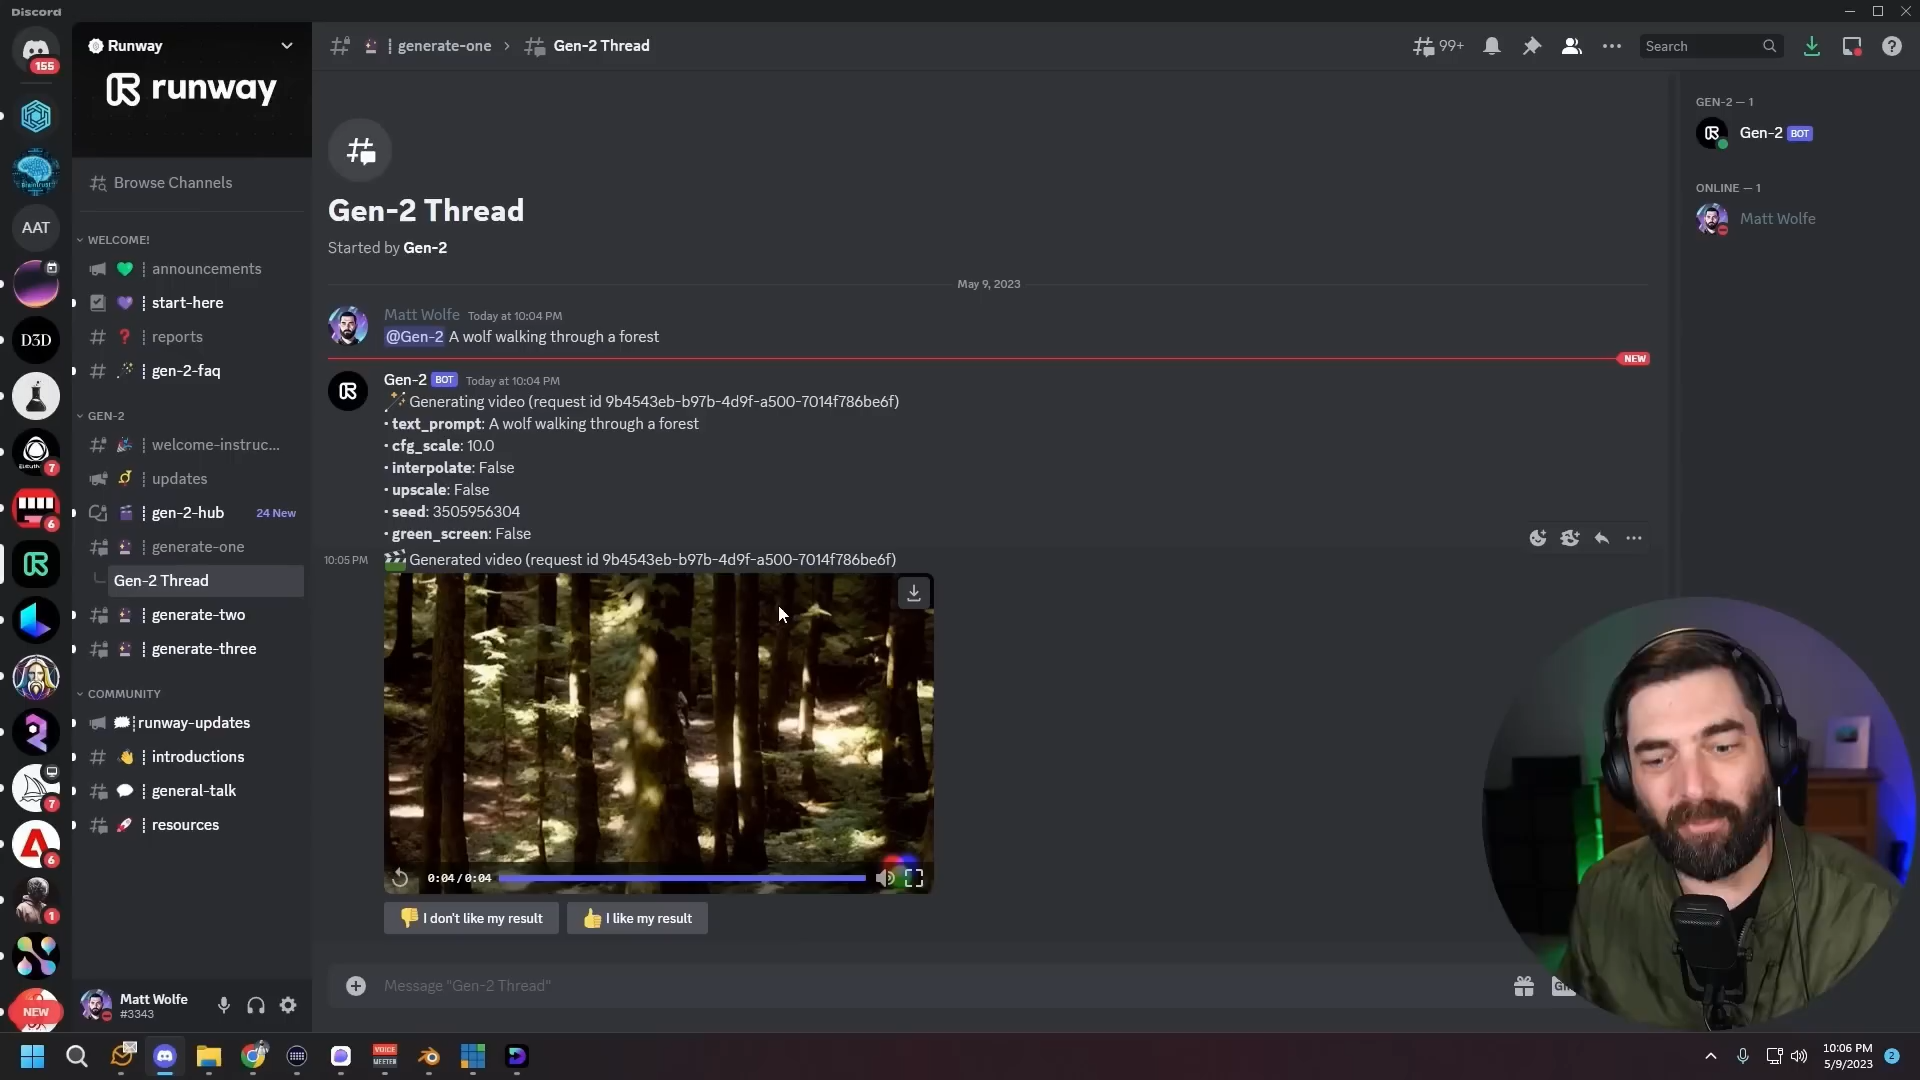 Discord
Runway
runway
Browse Channels
WELCOME!
announcements
start-here
reports
gen-2-faq
GEN-2
welcome-instruc...
updates
gen-2-hub
24 New
generate-one
Gen-2 Thread
generate-two
generate-three
COMMUNITY
runway-updates
introductions
general-talk
resources
Matt Wolfe
#3343
155
AAT
D3D
7
6
7
6
1
NEW
generate-one > Gen-2 Thread
99+
Search
Gen-2 Thread
Started by Gen-2
May 9, 2023
Matt Wolfe Today at 10:04 PM
@Gen-2 A wolf walking through a forest
NEW
Gen-2 BOT Today at 10:04 PM
Generating video (request id 9b4543eb-b97b-4d9f-a500-7014f786be6f)
• text_prompt: A wolf walking through a forest
• cfg_scale: 10.0
• interpolate: False
• upscale: False
• seed: 3505956304
• green_screen: False
10:05 PM Generated video (request id 9b4543eb-b97b-4d9f-a500-7014f786be6f)
0:04/0:04
I don't like my result
I like my result
Message "Gen-2 Thread"
GEN-2 — 1
Gen-2 BOT
ONLINE — 1
Matt Wolfe
VOICE
MEETER
10:06 PM
5/9/2023
2